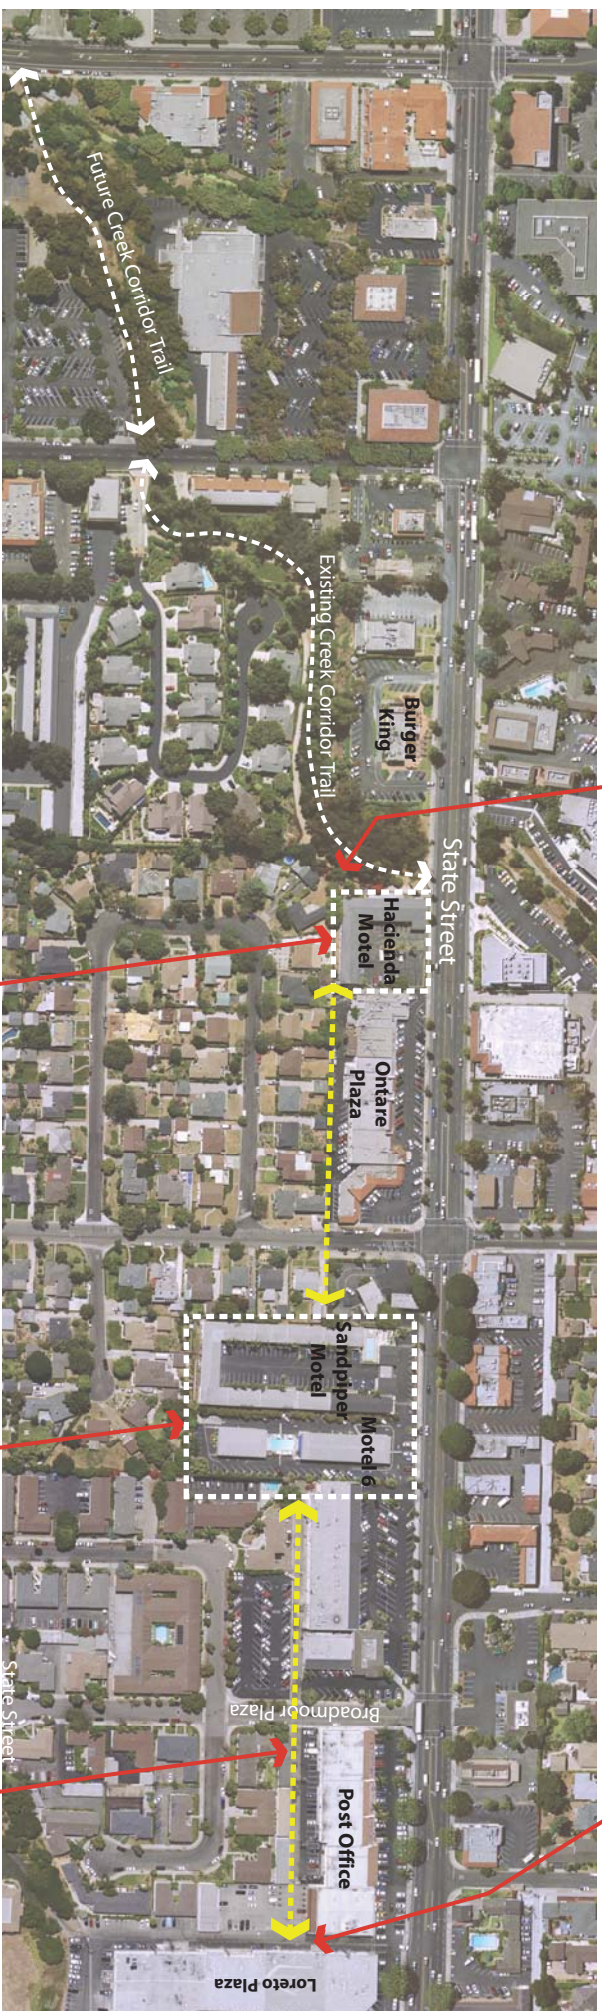 Future Creek Corridor Trail
Existing Creek Corridor Trail
Burger
King
State Street
Hacienda
Motel
Ontare
Plaza
Sandpiper
Motel
Motel 6
State Street
Broadmoor Plaza
Post Office
Loreto Plaza